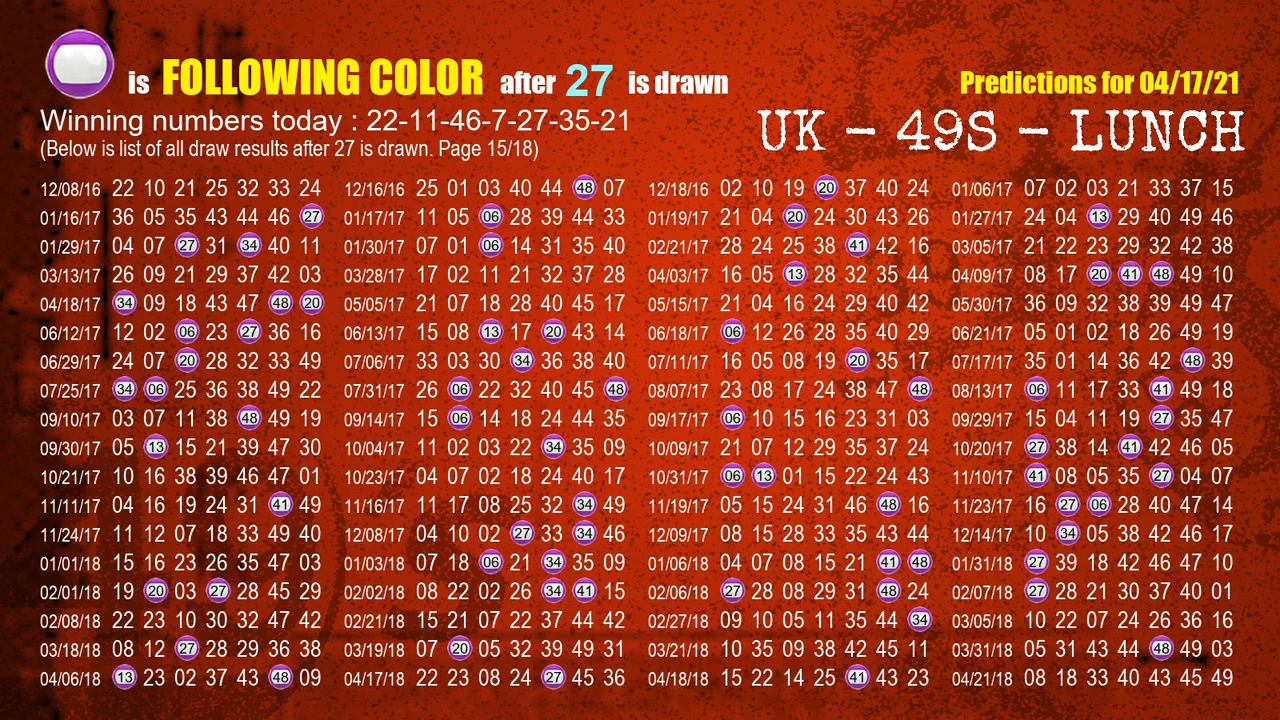 is FOLLOWING COLOR after 27 is drawn Predictions for 04/17/21
Winning numbers today : 22-11-46-7-27-35-21 UK - 49S - LUNCH
(Below is list of all draw results after 27 is drawn. Page 15/18)
12/08/16 22 10 21 25 32 33 24 12/16/16 25 01 03 40 44 48 07 12/18/16 02 10 19 20 37 40 24 01/06/17 07 02 03 21 33 37 15
01/16/17 36 05 35 43 44 46 27 01/17/17 11 05 06 28 39 44 33 01/19/17 21 04 20 24 30 43 26 01/27/17 24 04 13 29 40 49 46
01/29/17 04 07 27 31 34 40 11 01/30/17 07 01 06 14 31 35 40 02/21/17 28 24 25 38 41 42 16 03/05/17 21 22 23 29 32 42 38
03/13/17 26 09 21 29 37 42 03 03/28/17 17 02 11 21 32 37 28 04/03/17 16 05 13 28 32 35 44 04/09/17 08 17 20 41 48 49 10
04/18/17 34 09 18 43 47 48 20 05/05/17 21 07 18 28 40 45 17 05/15/17 21 04 16 24 29 40 42 05/30/17 36 09 32 38 39 49 47
06/12/17 12 02 06 23 27 36 16 06/13/17 15 08 13 17 20 43 14 06/18/17 06 12 26 28 35 40 29 06/21/17 05 01 02 18 26 49 19
06/29/17 24 07 20 28 32 33 49 07/06/17 33 03 30 34 36 38 40 07/11/17 16 05 08 19 20 35 17 07/17/17 35 01 14 36 42 48 39
07/25/17 34 06 25 36 38 49 22 07/31/17 26 06 22 32 40 45 48 08/07/17 23 08 17 24 38 47 48 08/13/17 06 11 17 33 41 49 18
09/10/17 03 07 11 38 48 49 19 09/14/17 15 06 14 18 24 44 35 09/17/17 06 10 15 16 23 31 03 09/29/17 15 04 11 19 27 35 47
09/30/17 05 13 15 21 39 47 30 10/04/17 11 02 03 22 34 35 09 10/09/17 21 07 12 29 35 37 24 10/20/17 27 38 14 41 42 46 05
10/21/17 10 16 38 39 46 47 01 10/23/17 04 07 02 18 24 40 17 10/31/17 06 13 01 15 22 24 43 11/10/17 41 08 05 35 27 04 07
11/11/17 04 16 19 24 31 41 49 11/16/17 11 17 08 25 32 34 49 11/19/17 05 15 24 31 46 48 16 11/23/17 16 27 06 28 40 47 14
11/24/17 11 12 07 18 33 49 40 12/08/17 04 10 02 27 33 34 46 12/09/17 08 15 28 33 35 43 44 12/14/17 10 34 05 38 42 46 17
01/01/18 15 16 23 26 35 47 03 01/03/18 07 18 06 21 34 35 09 01/06/18 04 07 08 15 21 41 48 01/31/18 27 39 18 42 46 47 10
02/01/18 19 20 03 27 28 45 29 02/02/18 08 22 02 26 34 41 15 02/06/18 27 28 08 29 31 48 24 02/07/18 27 28 21 30 37 40 01
02/08/18 22 23 10 30 32 47 42 02/21/18 15 21 07 22 37 44 42 02/27/18 09 10 05 11 35 44 34 03/05/18 10 22 07 24 26 36 16
03/18/18 08 12 27 28 29 36 38 03/19/18 07 20 05 32 39 49 31 03/21/18 10 35 09 38 42 45 11 03/31/18 05 31 43 44 48 49 03
04/06/18 13 23 02 37 43 48 09 04/17/18 22 23 08 24 27 45 36 04/18/18 15 22 14 25 41 43 23 04/21/18 08 18 33 40 43 45 49